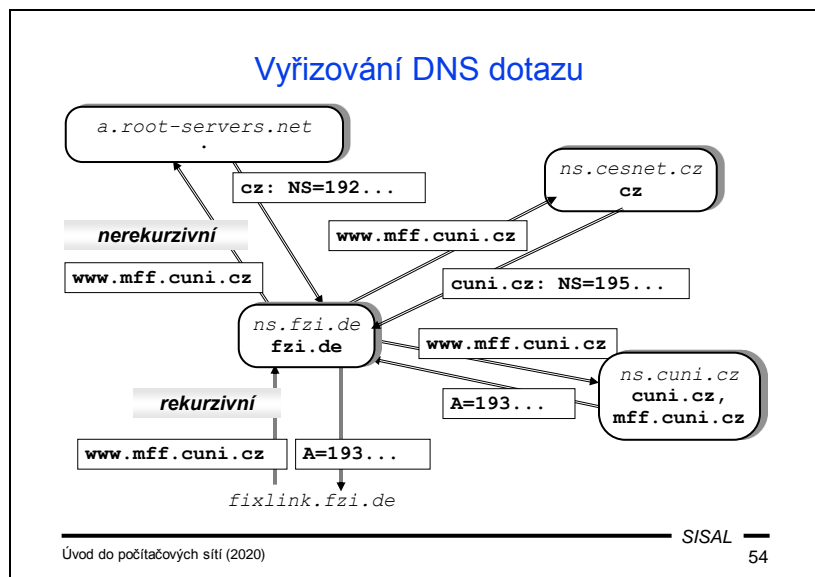 Vyřizování DNS dotazu
a.root-servers.net
.
cz: NS=192...
ns.cesnet.cz
cz
nerekurzivní
www.mff.cuni.cz
www.mff.cuni.cz
cuni.cz: NS=195...
ns.fzi.de
fzi.de
www.mff.cuni.cz
ns.cuni.cz
cuni.cz,
mff.cuni.cz
A=193...
rekurzivní
www.mff.cuni.cz
A=193...
fixlink.fzi.de
SISAL
Úvod do počítačových sítí (2020)
54